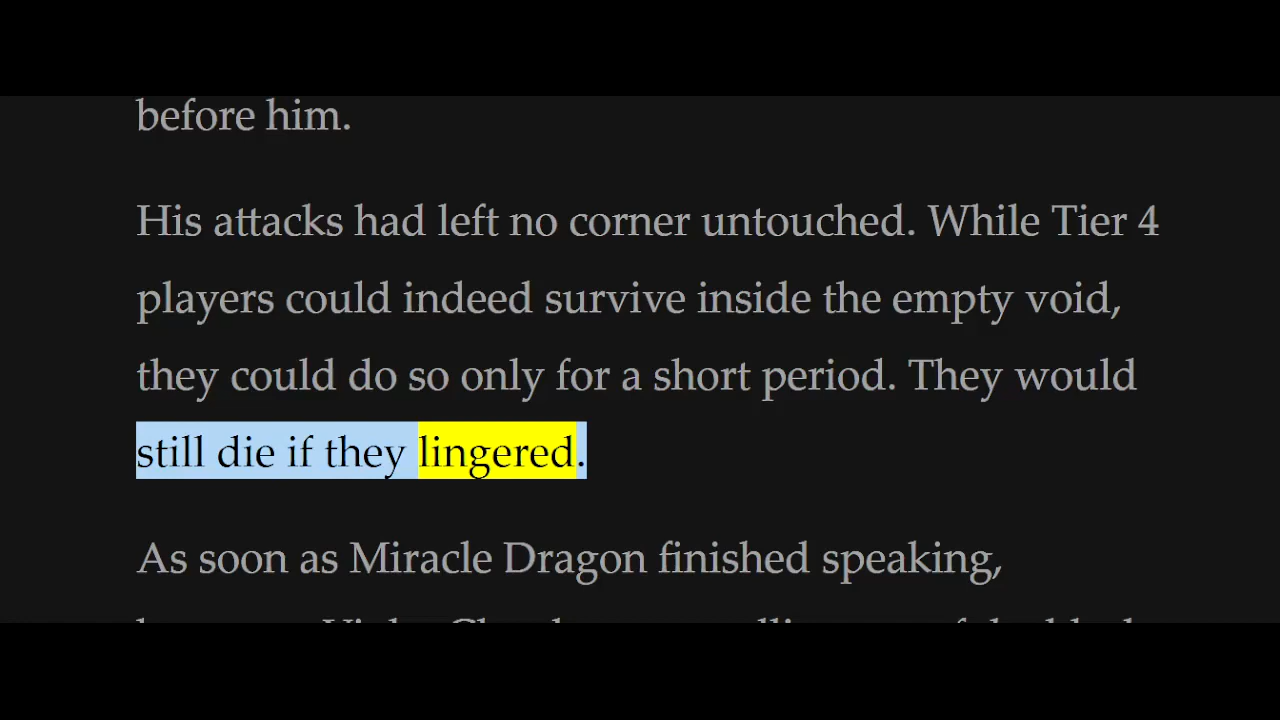 before him.
His attacks had left no corner untouched. While Tier 4
players could indeed survive inside the empty void,
they could do so only for a short period. They would
still die if they lingered.
As soon as Miracle Dragon finished speaking,